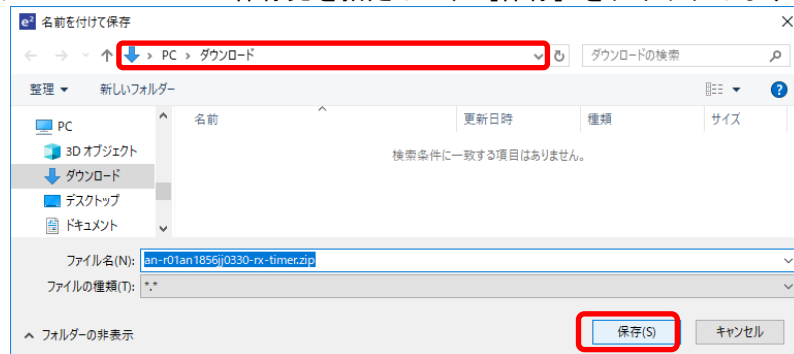 e² 名前を付けて保存
PC › ダウンロード
ダウンロードの検索
整理 新しいフォルダー
名前 更新日時 種類 サイズ
PC
3D オブジェクト
ダウンロード
デスクトップ
ドキュメント
検索条件に一致する項目はありません。
ファイル名(N): an-r01an1856jj0330-rx-timer.zip
ファイルの種類(T): *.*
フォルダーの非表示
保存(S) キャンセル